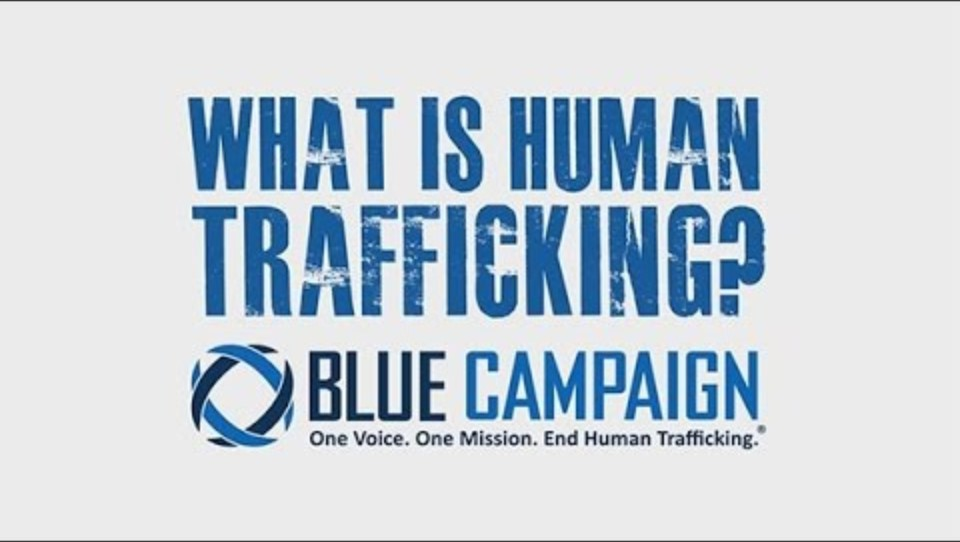 WHAT IS HUMAN
TRAFFICKING?
BLUE CAMPAIGN
One Voice. One Mission. End Human Trafficking.®